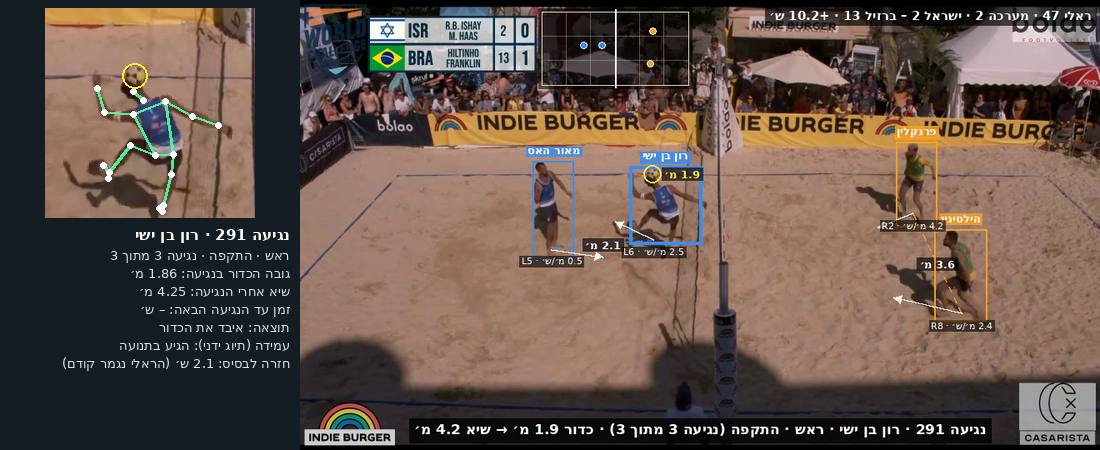 נגיעה 291 · רון בן ישי
ראש · התקפה · נגיעה 3 מתוך 3
גובה הכדור בנגיעה: 1.86 מ׳
שיא אחרי הנגיעה: 4.25 מ׳
זמן עד הנגיעה הבאה: – ש׳
תוצאה: איבד את הכדור
עמידה (תיוג ידני): הגיע בתנועה
חזרה לבסיס: 2.1 ש׳ (הראלי נגמר קודם)
ראלי 47 · מערכה 2 · ישראל 2 – ברזיל 13 · +10.2 ש׳
ISR R.B. ISHAY M. HAAS 2 0
BRA HILTINHO FRANKLIN 13 1
INDIE BURGER
bolao
bolao
INDIE BURGER
INDIE BURGER
CASARISTA
פרנקלין
מאור האס
רון בן ישי
1.9 מ׳
הילטיניו
R2 · 4.2 מ׳/ש׳
2.1 מ׳
L6 · 2.5 מ׳/ש׳
L5 · 0.5 מ׳/ש׳
3.6 מ׳
R8 · 2.4 מ׳/ש׳
נגיעה 291 · רון בן ישי · ראש · התקפה (נגיעה 3 מתוך 3) · כדור 1.9 מ׳ → שיא 4.2 מ׳
INDIE BURGER
CASARISTA